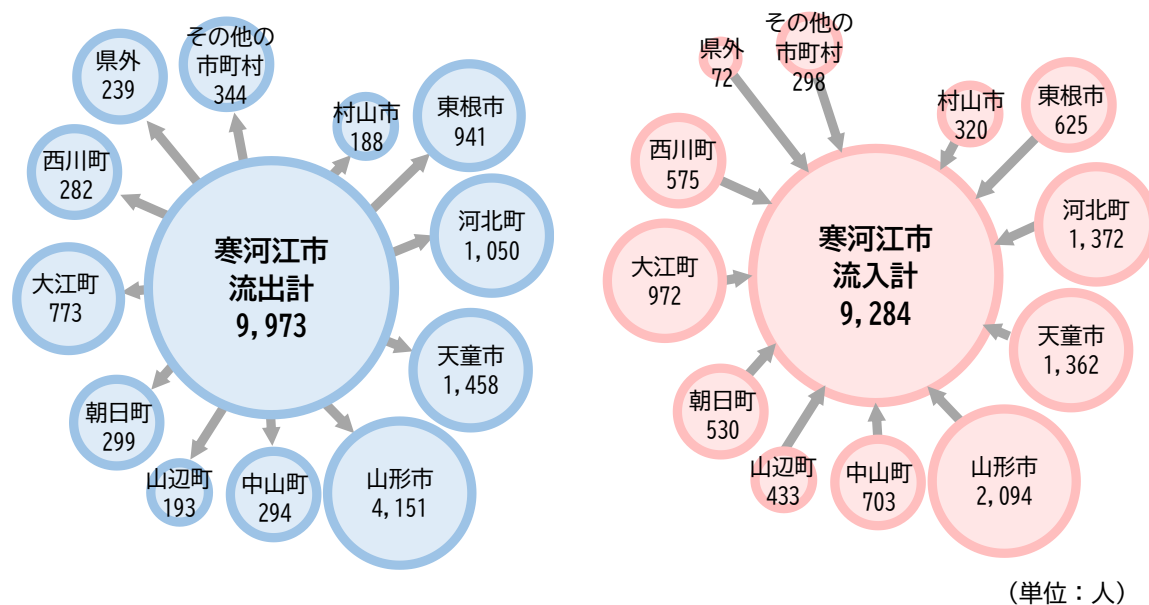 県外
239
その他の
市町村
344
村山市
188
東根市
941
西川町
282
河北町
1,050
寒河江市
流出計
9,973
大江町
773
天童市
1,458
朝日町
299
山辺町
193
中山町
294
山形市
4,151
県外
72
その他の
市町村
298
村山市
320
東根市
625
西川町
575
河北町
1,372
寒河江市
流入計
9,284
大江町
972
天童市
1,362
朝日町
530
山辺町
433
中山町
703
山形市
2,094
（単位：人）